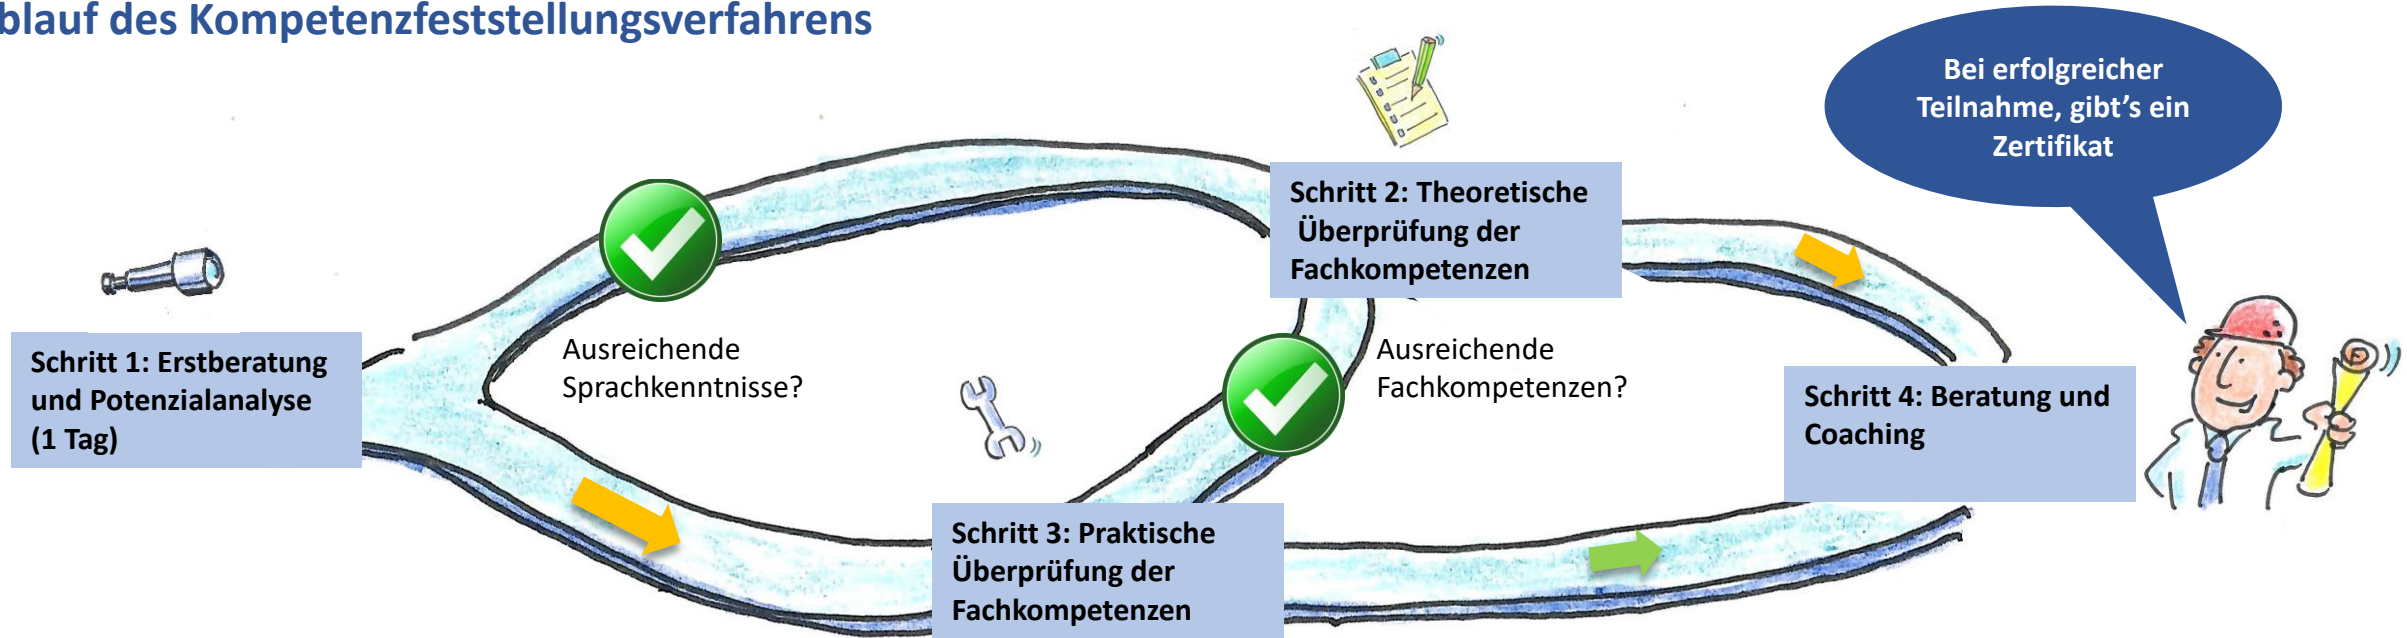 blauf des Kompetenzfeststellungsverfahrens
Bei erfolgreicher
Teilnahme, gibt's ein
Zertifikat
Schritt 2: Theoretische
Überprüfung der
Fachkompetenzen
Schritt 1: Erstberatung
und Potenzialanalyse
(1 Tag)
Ausreichende
Sprachkenntnisse?
Ausreichende
Fachkompetenzen?
Schritt 4: Beratung und
Coaching
Schritt 3: Praktische
Überprüfung der
Fachkompetenzen